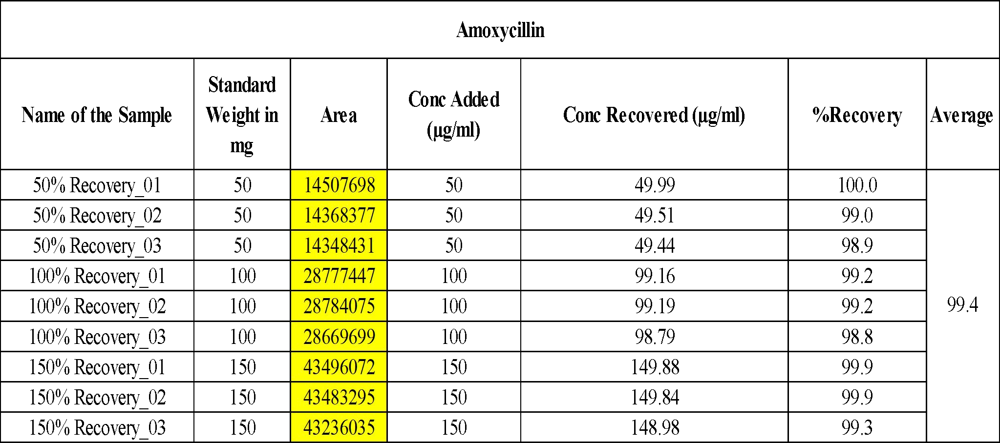 Amoxycillin
Name of the Sample Standard Weight in mg Area Conc Added (µg/ml) Conc Recovered (µg/ml) %Recovery Average
50% Recovery_01 50 14507698 50 49.99 100.0
50% Recovery_02 50 14368377 50 49.51 99.0
50% Recovery_03 50 14348431 50 49.44 98.9
100% Recovery_01 100 28777447 100 99.16 99.2
100% Recovery_02 100 28784075 100 99.19 99.2 99.4
100% Recovery_03 100 28669699 100 98.79 98.8
150% Recovery_01 150 43496072 150 149.88 99.9
150% Recovery_02 150 43483295 150 149.84 99.9
150% Recovery_03 150 43236035 150 148.98 99.3